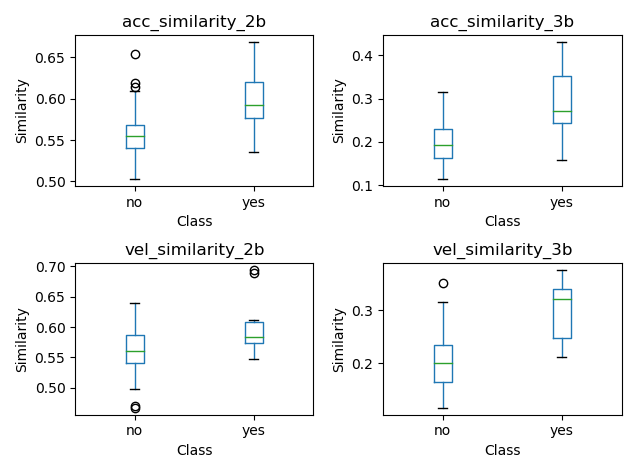 acc_similarity_2b
Similarity
0.65
0.60
0.55
0.50
no
yes
Class
acc_similarity_3b
Similarity
0.4
0.3
0.2
0.1
no
yes
Class
vel_similarity_2b
Similarity
0.70
0.65
0.60
0.55
0.50
no
yes
Class
vel_similarity_3b
Similarity
0.3
0.2
no
yes
Class